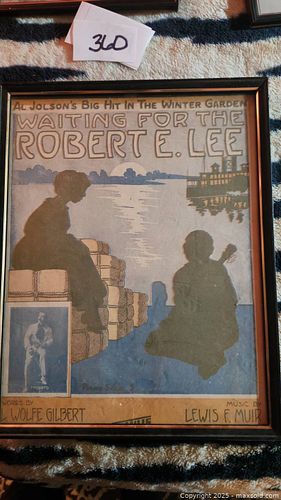 360
AL JOLSON'S BIG HIT IN THE WINTER GARDEN
WAITING FOR THE
ROBERT E. LEE
WORDS BY
L. WOLFE GILBERT
MUSIC BY
LEWIS F. MUIR
Copyright © 2025 - maxsold.com